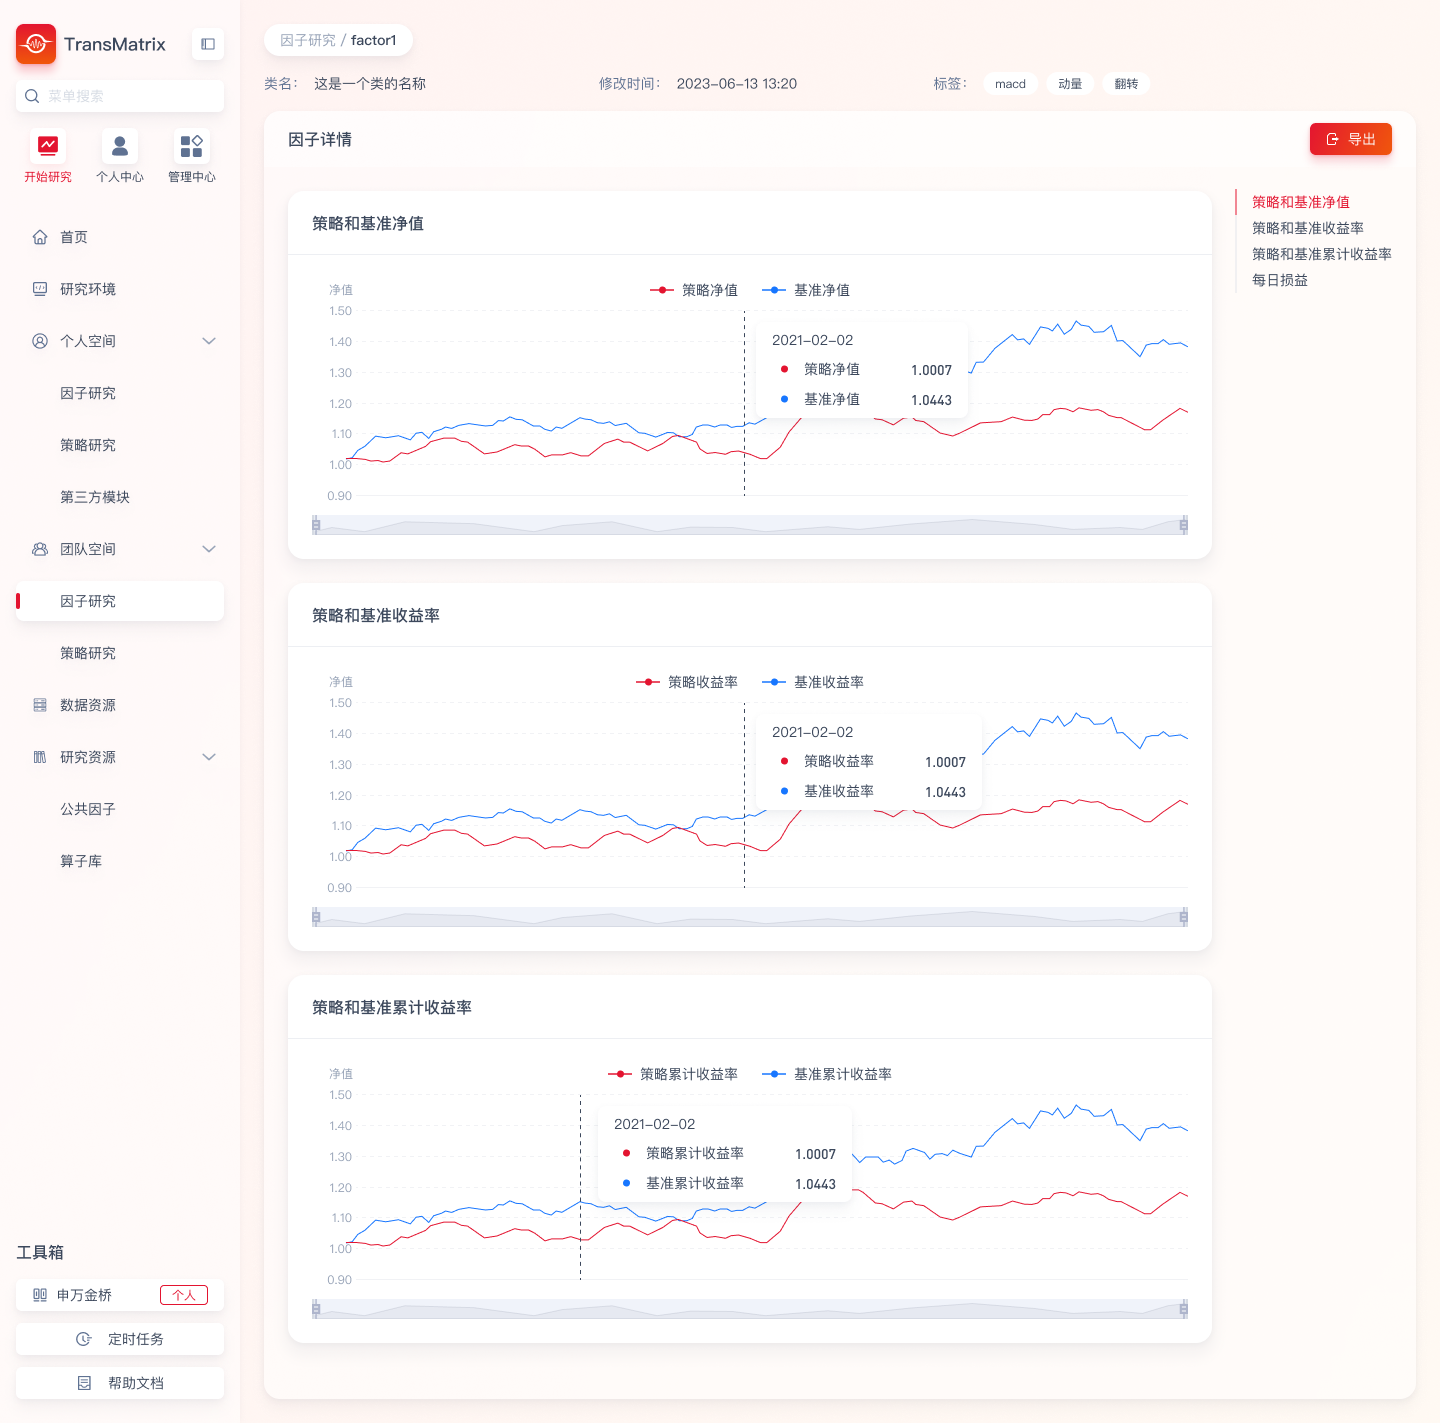 TransMatrix
菜单搜索
开始研究
个人中心
管理中心
首页
研究环境
个人空间
因子研究
策略研究
第三方模块
团队空间
因子研究
策略研究
数据资源
研究资源
公共因子
算子库
工具箱
申万金桥
个人
定时任务
帮助文档
因子研究 / factor1
类名： 这是一个类的名称
修改时间： 2023-06-13 13:20
标签： macd 动量 翻转
因子详情
导出
策略和基准净值
净值
策略净值
基准净值
1.50
1.40
1.30
1.20
1.10
1.00
0.90
2021-02-02
策略净值 1.0007
基准净值 1.0443
策略和基准收益率
净值
策略收益率
基准收益率
1.50
1.40
1.30
1.20
1.10
1.00
0.90
2021-02-02
策略收益率 1.0007
基准收益率 1.0443
策略和基准累计收益率
净值
策略累计收益率
基准累计收益率
1.50
1.40
1.30
1.20
1.10
1.00
0.90
2021-02-02
策略累计收益率 1.0007
基准累计收益率 1.0443
策略和基准净值
策略和基准收益率
策略和基准累计收益率
每日损益